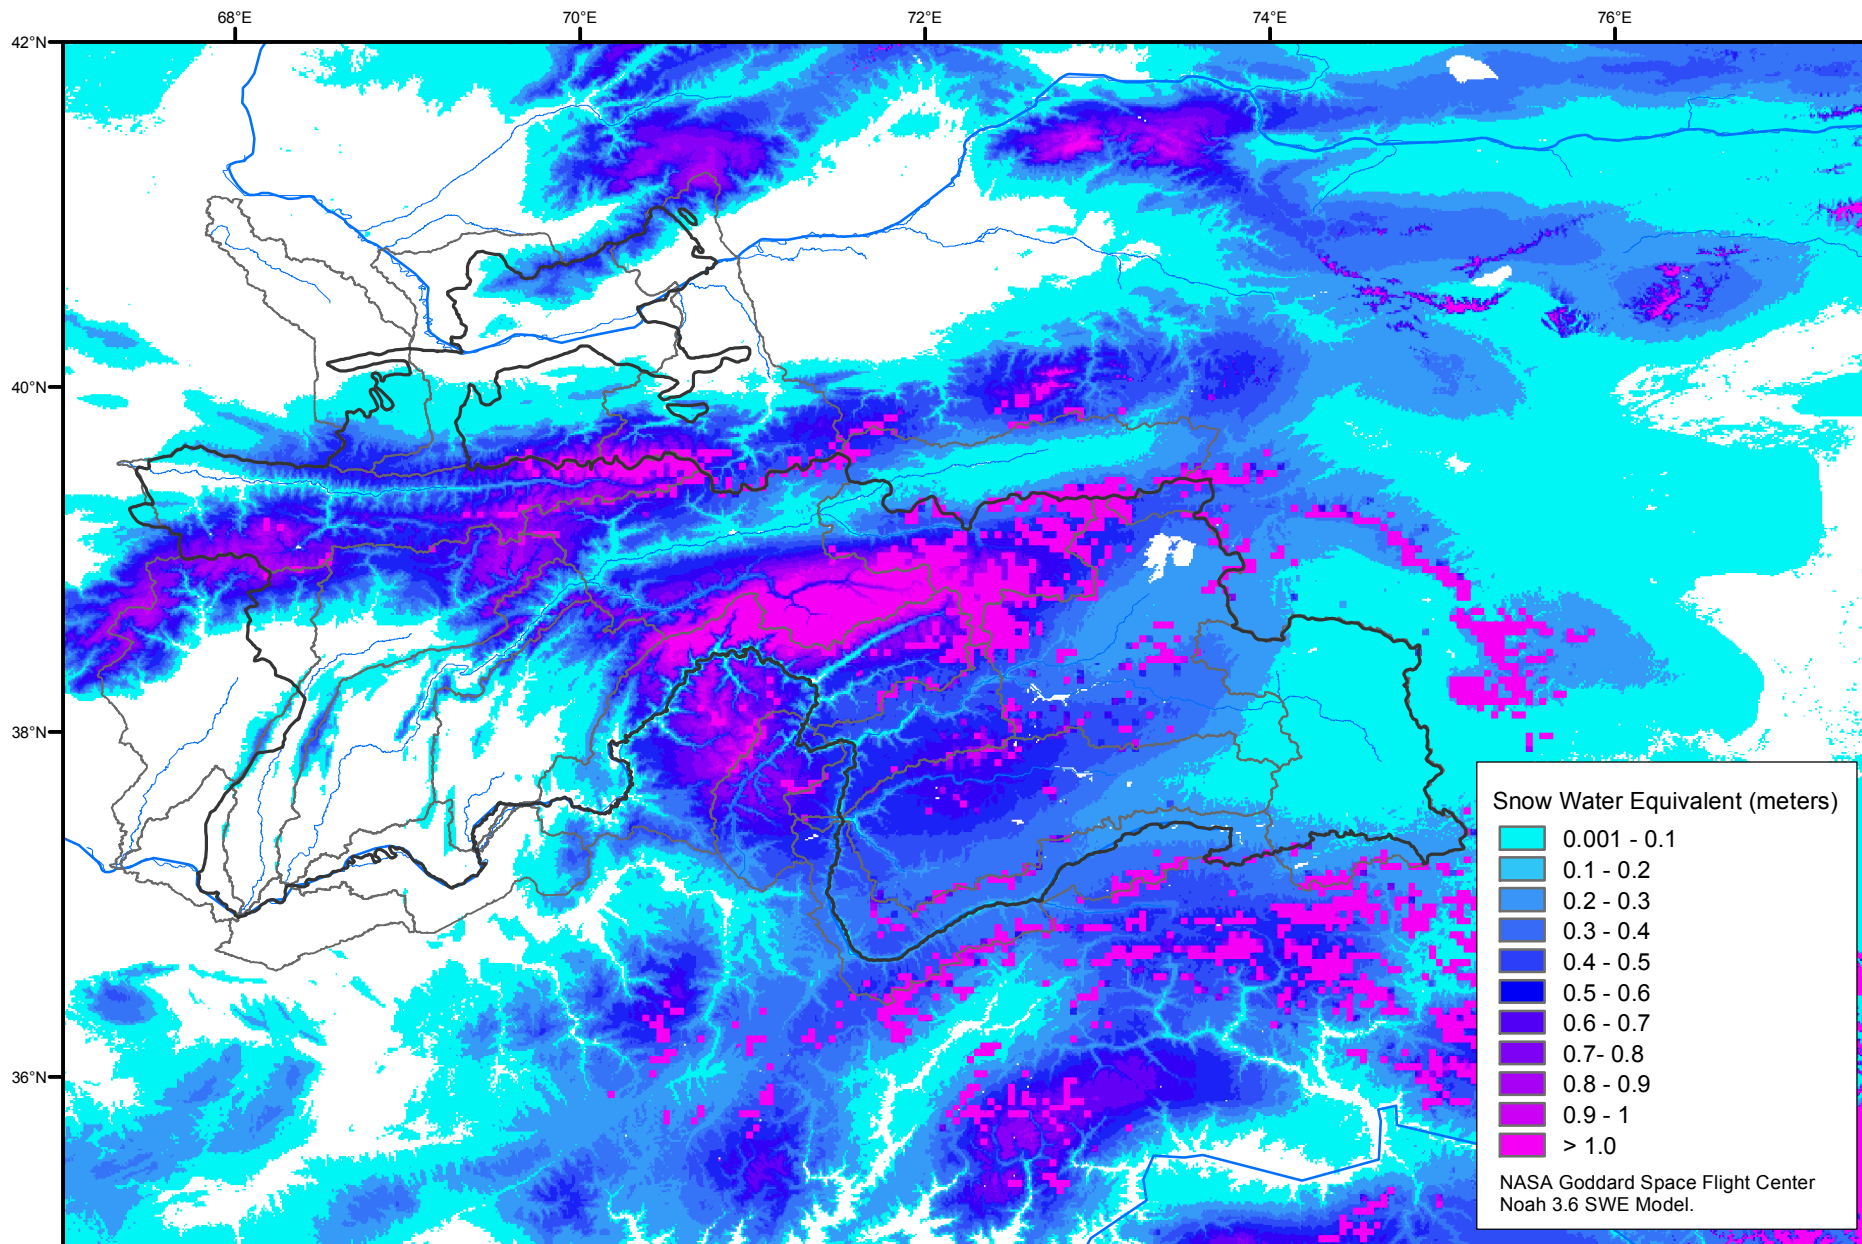 68°E
70°E
72°E
74°E
76°E
42°N
40°N
38°N
36°N
Snow Water Equivalent (meters)
0.001 - 0.1
0.1 - 0.2
0.2 - 0.3
0.3 - 0.4
0.4 - 0.5
0.5 - 0.6
0.6 - 0.7
0.7- 0.8
0.8 - 0.9
0.9 - 1
> 1.0
NASA Goddard Space Flight Center
Noah 3.6 SWE Model.